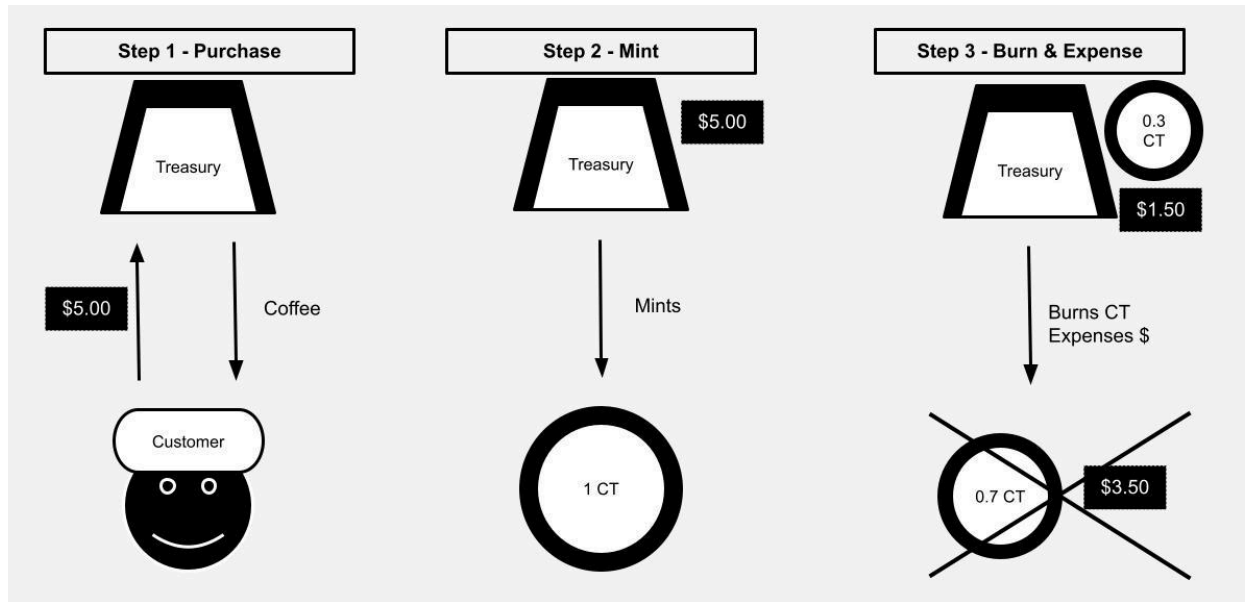 Step 1 - Purchase
Treasury
$5.00
Coffee
Customer
Step 2 - Mint
$5.00
Treasury
Mints
1 CT
Step 3 - Burn & Expense
0.3
CT
Treasury
$1.50
Burns CT
Expenses $
0.7 CT
$3.50